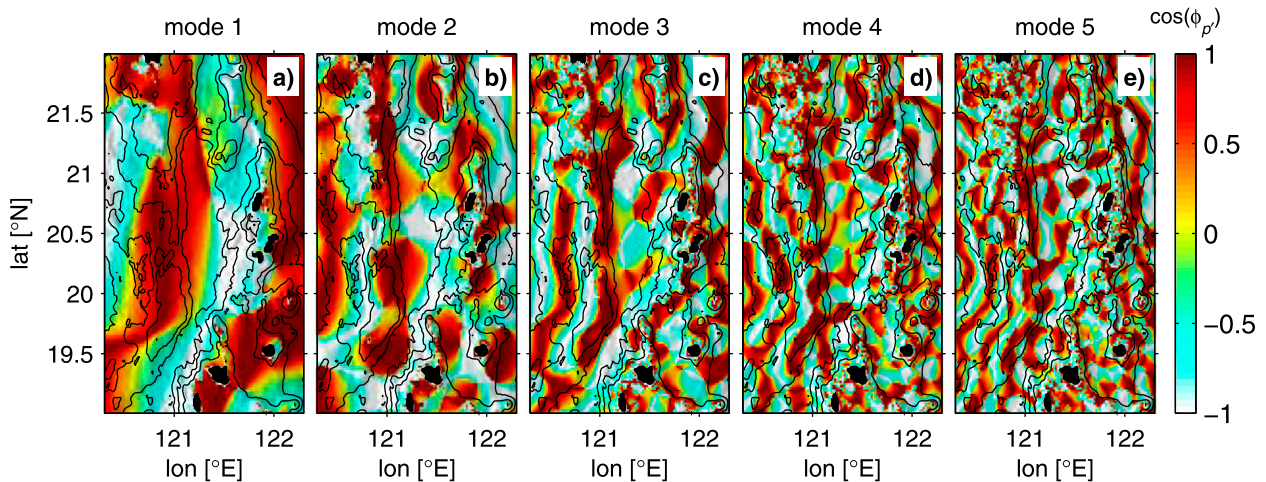 mode 1 mode 2 mode 3 mode 4 mode 5 cos(ϕp′)
a) b) c) d) e)
1
21.5
0.5
21
lat [°N]
20.5
0
20
−0.5
19.5
−1
121 122 121 122 121 122 121 122 121 122
lon [°E] lon [°E] lon [°E] lon [°E] lon [°E]